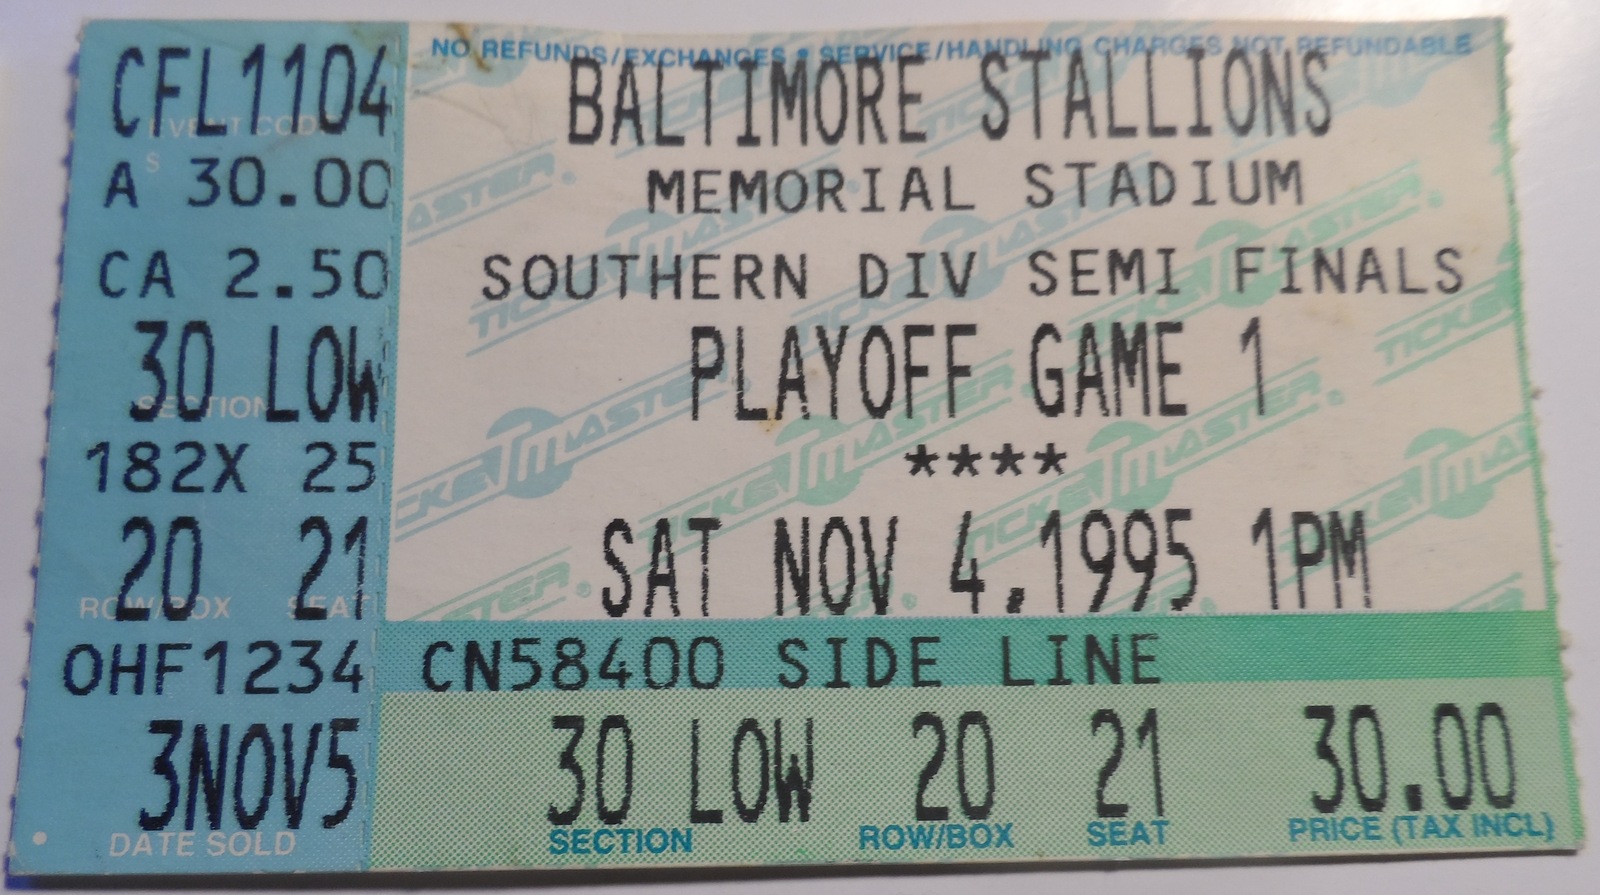 CFL1104
EVENT CODE
$
A 30.00
CA 2.50
30 LOW
SECTION
182X 25
20 21
ROW/BOX SEAT
OHF1234
3NOV5
DATE SOLD
NO REFUNDS/EXCHANGES • SERVICE/HANDLING CHARGES NOT REFUNDABLE
BALTIMORE STALLIONS
MEMORIAL STADIUM
SOUTHERN DIV SEMI FINALS
PLAYOFF GAME 1
****
SAT NOV 4,1995 1PM
CN58400 SIDE LINE
30 LOW 20 21 30.00
SECTION ROW/BOX SEAT PRICE (TAX INCL)
TICKETMASTER